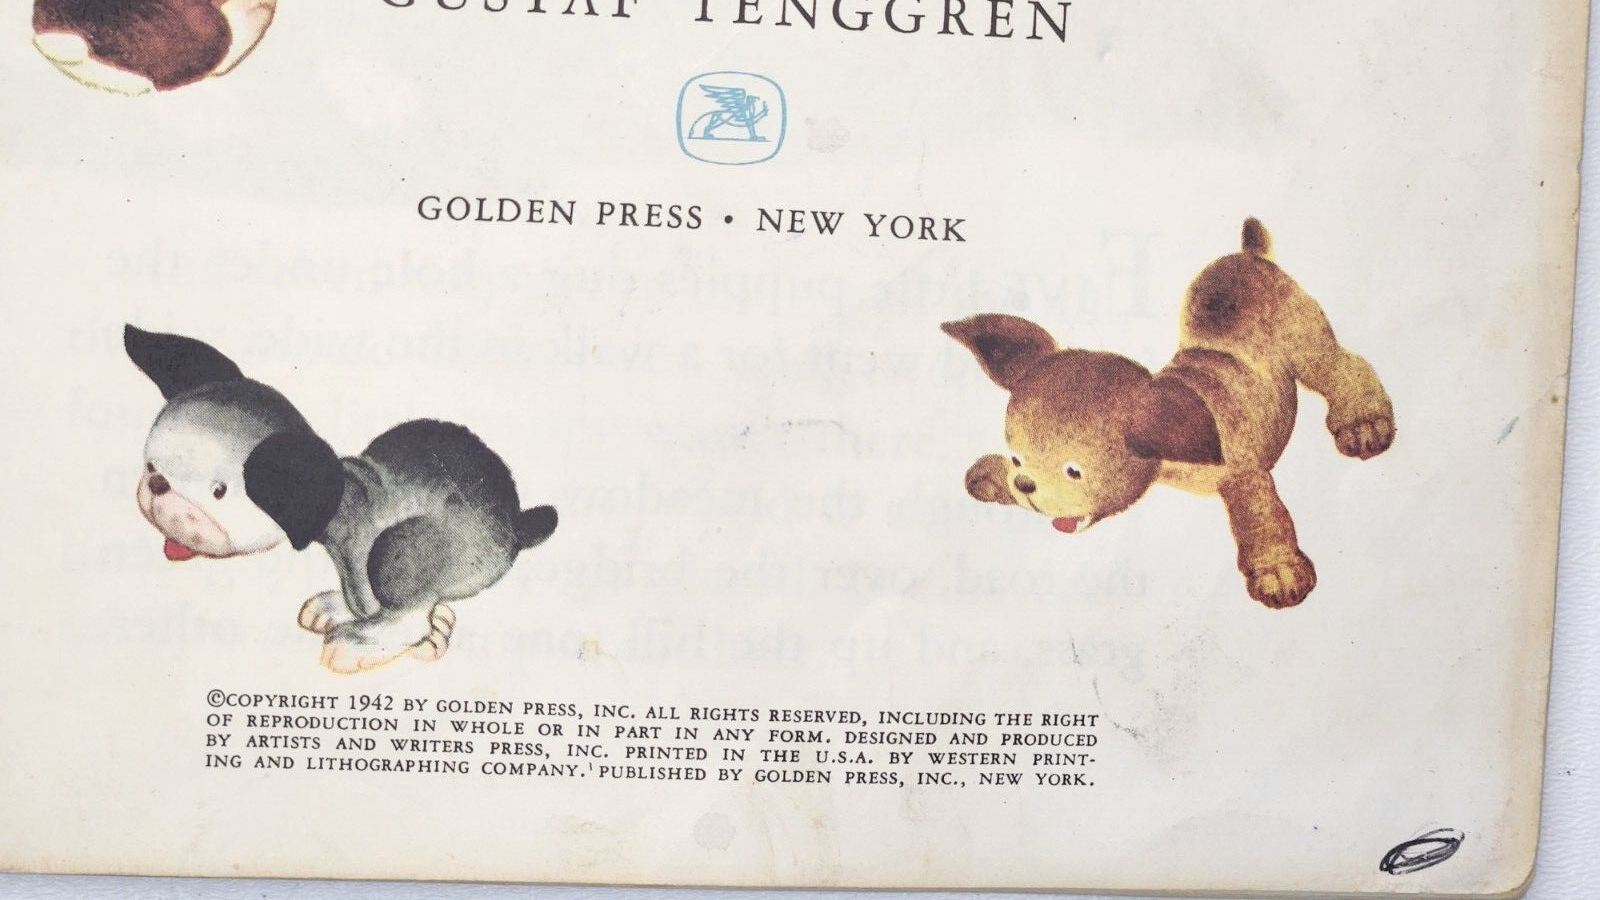 GUSTAF TENGGREN
GOLDEN PRESS • NEW YORK
©COPYRIGHT 1942 BY GOLDEN PRESS, INC. ALL RIGHTS RESERVED, INCLUDING THE RIGHT
OF REPRODUCTION IN WHOLE OR IN PART IN ANY FORM. DESIGNED AND PRODUCED
BY ARTISTS AND WRITERS PRESS, INC. PRINTED IN THE U.S.A. BY WESTERN PRINT-
ING AND LITHOGRAPHING COMPANY. PUBLISHED BY GOLDEN PRESS, INC., NEW YORK.